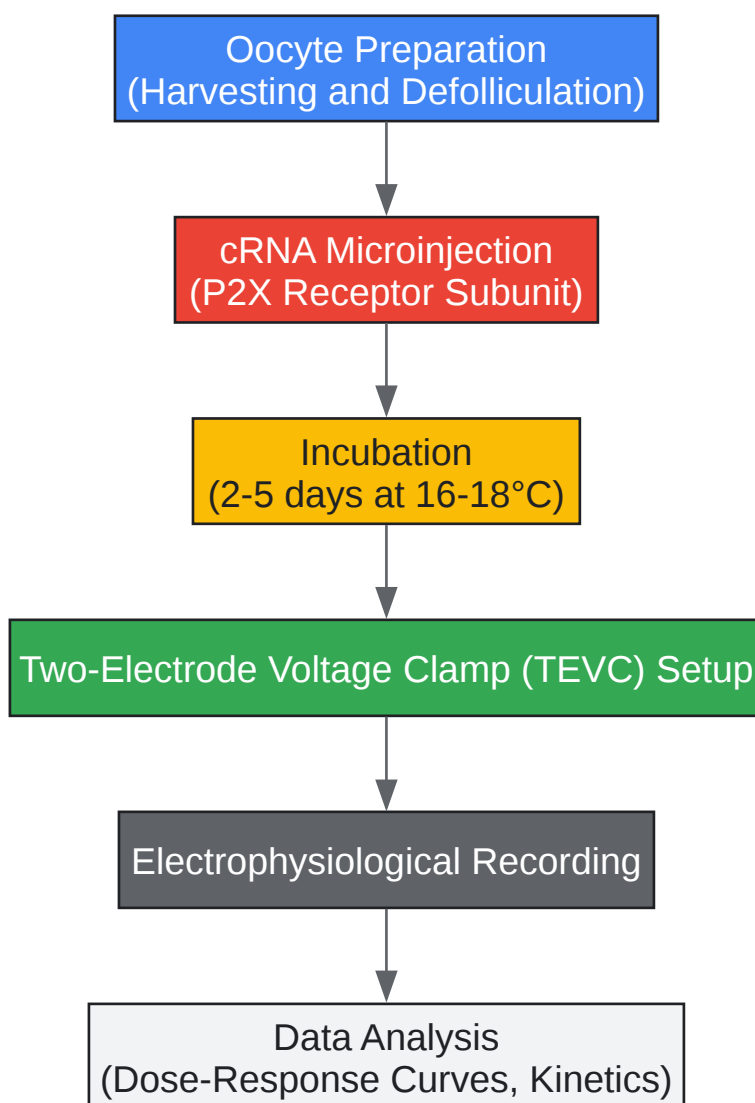 Oocyte Preparation
(Harvesting and Defolliculation)
cRNA Microinjection
(P2X Receptor Subunit)
Incubation
(2-5 days at 16-18°C)
Two-Electrode Voltage Clamp (TEVC) Setup
Electrophysiological Recording
Data Analysis
(Dose-Response Curves, Kinetics)